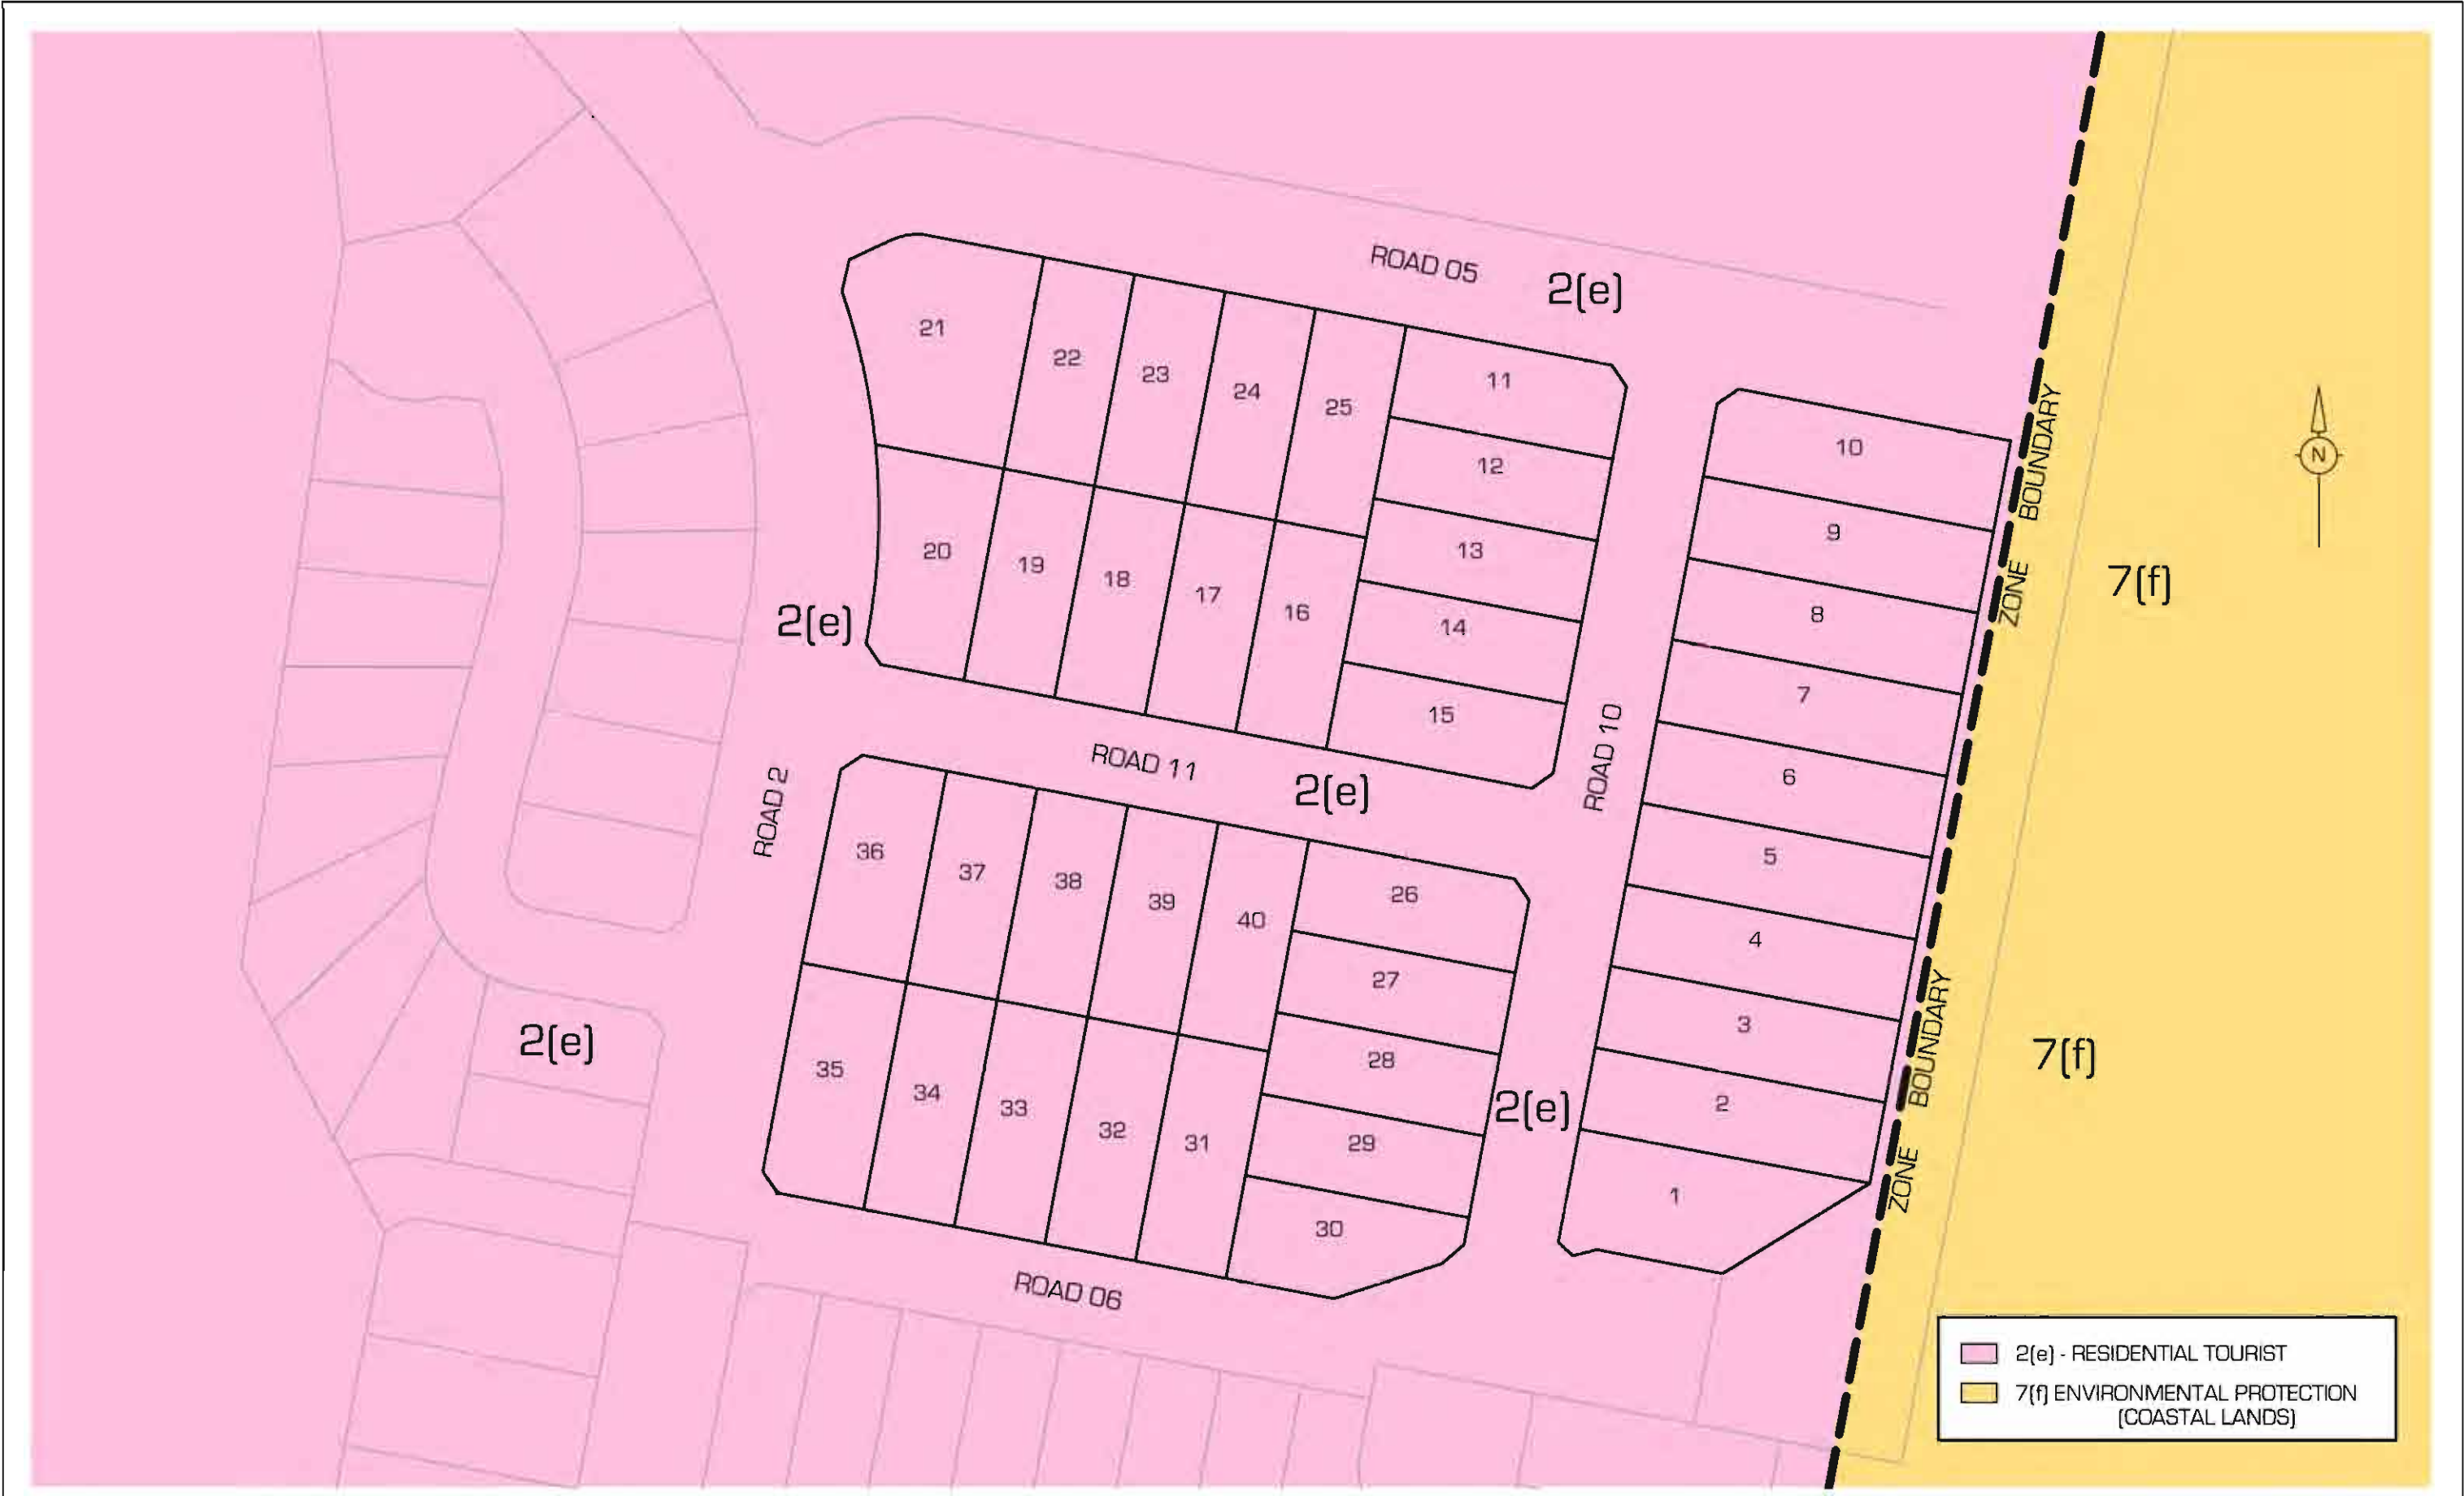 ROAD 05
2(e)
21
22
23
24
25
11
12
13
14
15
20
19
18
17
16
10
9
8
7
6
5
4
3
2
1
ZONE BOUNDARY
7(f)
N
2(e)
ROAD 2
ROAD 11
2(e)
ROAD 10
36
37
38
39
40
26
27
28
29
30
35
34
33
32
31
2(e)
2(e)
ZONE BOUNDARY
7(f)
ROAD 06
2(e) - RESIDENTIAL TOURIST
7(f) ENVIRONMENTAL PROTECTION
(COASTAL LANDS)